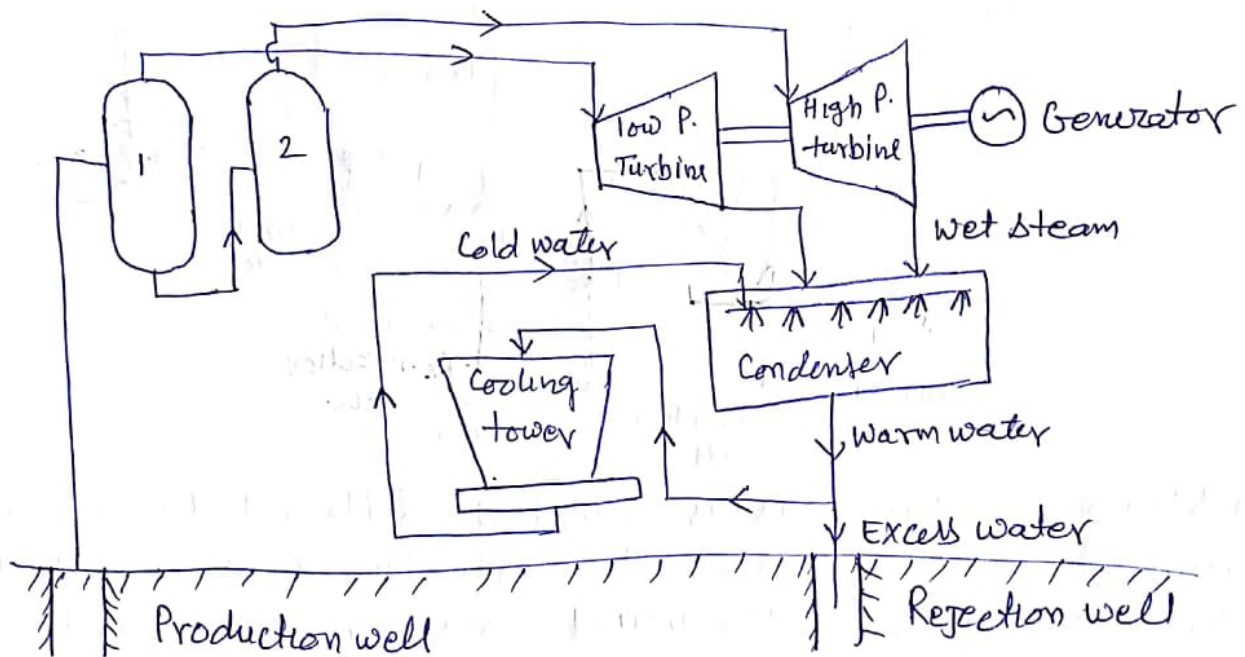 1
2
low P.
Turbine
High P.
turbine
Generator
Wet steam
Cold water
Condenser
Cooling
tower
Warm water
Excess water
Production well
Rejection well